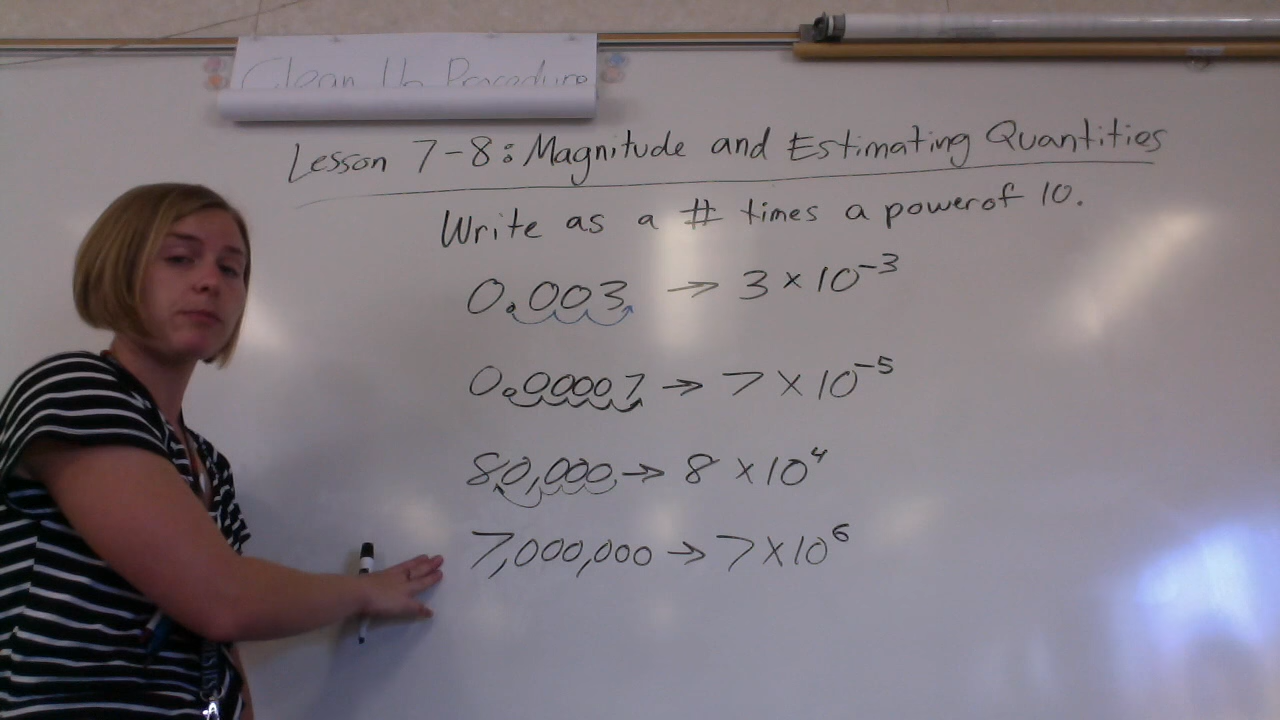 Clean Up Procedure
Lesson 7-8: Magnitude and Estimating Quantities
Write as a # times a power of 10.
0.003 → 3 × 10⁻³
0.00007 → 7 × 10⁻⁵
80,000 → 8 × 10⁴
7,000,000 → 7 × 10⁶